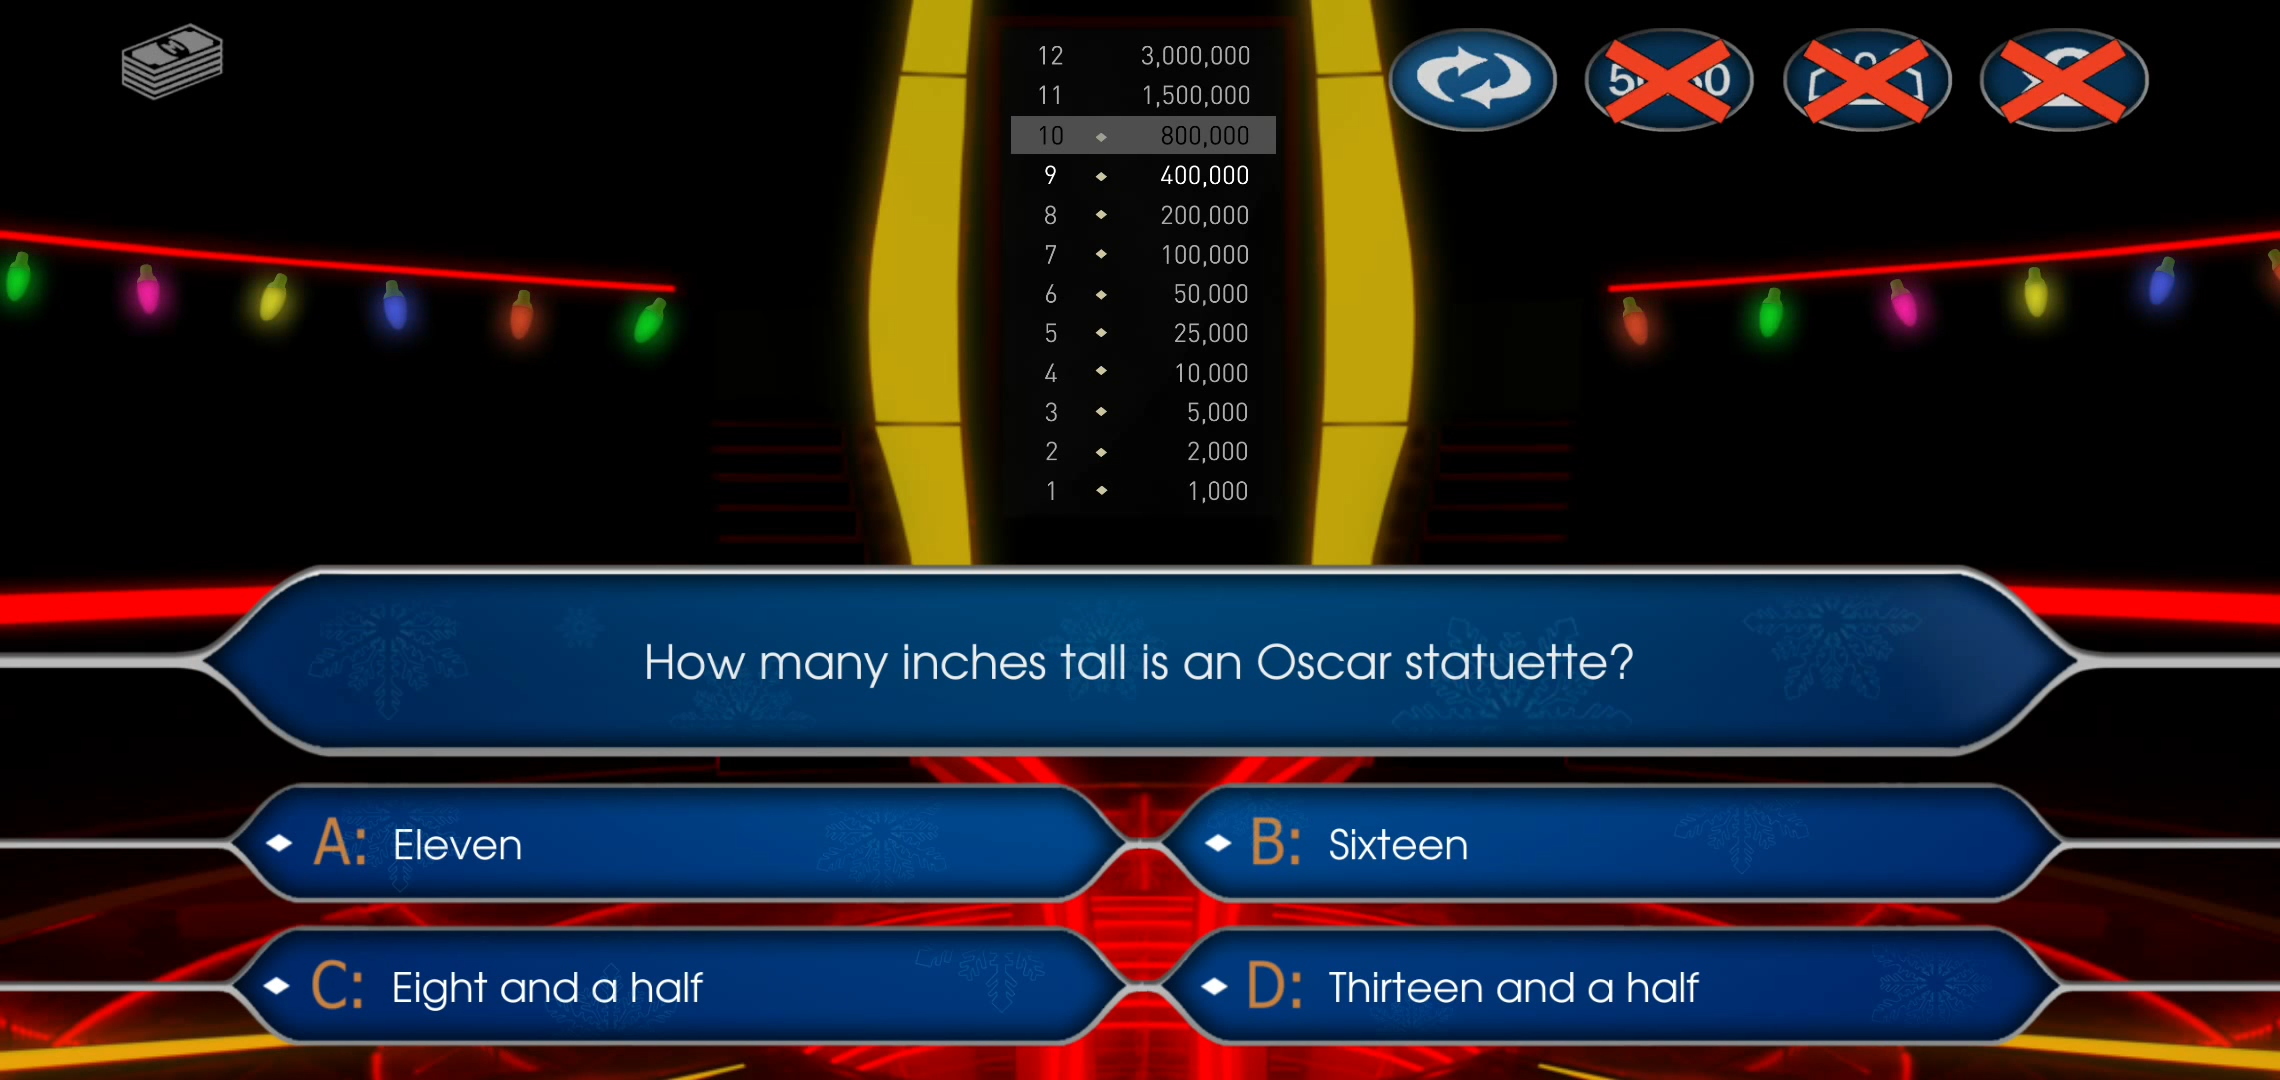 12 3,000,000
11 1,500,000
10 ◆ 800,000
9 ◆ 400,000
8 ◆ 200,000
7 ◆ 100,000
6 ◆ 50,000
5 ◆ 25,000
4 ◆ 10,000
3 ◆ 5,000
2 ◆ 2,000
1 ◆ 1,000
How many inches tall is an Oscar statuette?
A: Eleven
B: Sixteen
C: Eight and a half
D: Thirteen and a half